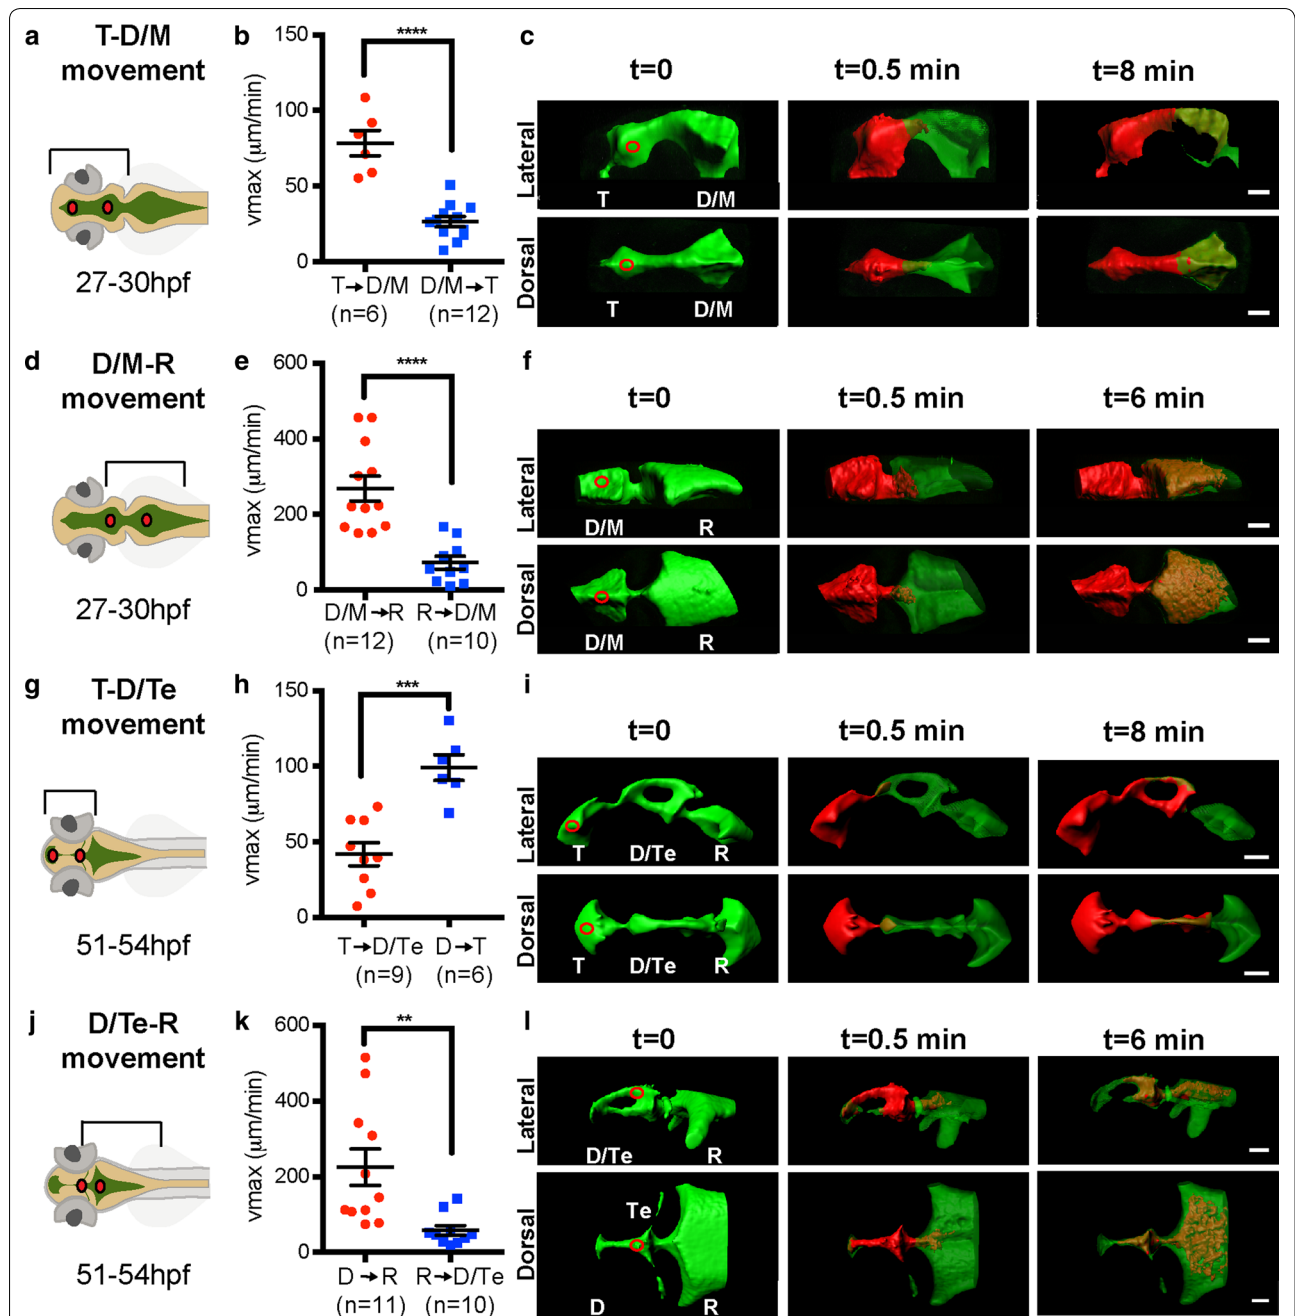 a
T-D/M
movement
27-30hpf
b
vmax (μm/min)
150
100
50
0
****
T→D/M
(n=6)
D/M→T
(n=12)
c
t=0
t=0.5 min
t=8 min
Lateral
T
D/M
Dorsal
T
D/M
d
D/M-R
movement
27-30hpf
e
vmax (μm/min)
600
400
200
0
****
D/M→R
(n=12)
R→D/M
(n=10)
f
t=0
t=0.5 min
t=6 min
Lateral
D/M
R
Dorsal
D/M
R
g
T-D/Te
movement
51-54hpf
h
vmax (μm/min)
150
100
50
0
***
T→D/Te
(n=9)
D→T
(n=6)
i
t=0
t=0.5 min
t=8 min
Lateral
T
D/Te
R
Dorsal
T
D/Te
R
j
D/Te-R
movement
51-54hpf
k
vmax (μm/min)
600
400
200
0
**
D→R
(n=11)
R→D/Te
(n=10)
l
t=0
t=0.5 min
t=6 min
Lateral
D/Te
R
Dorsal
Te
D
R